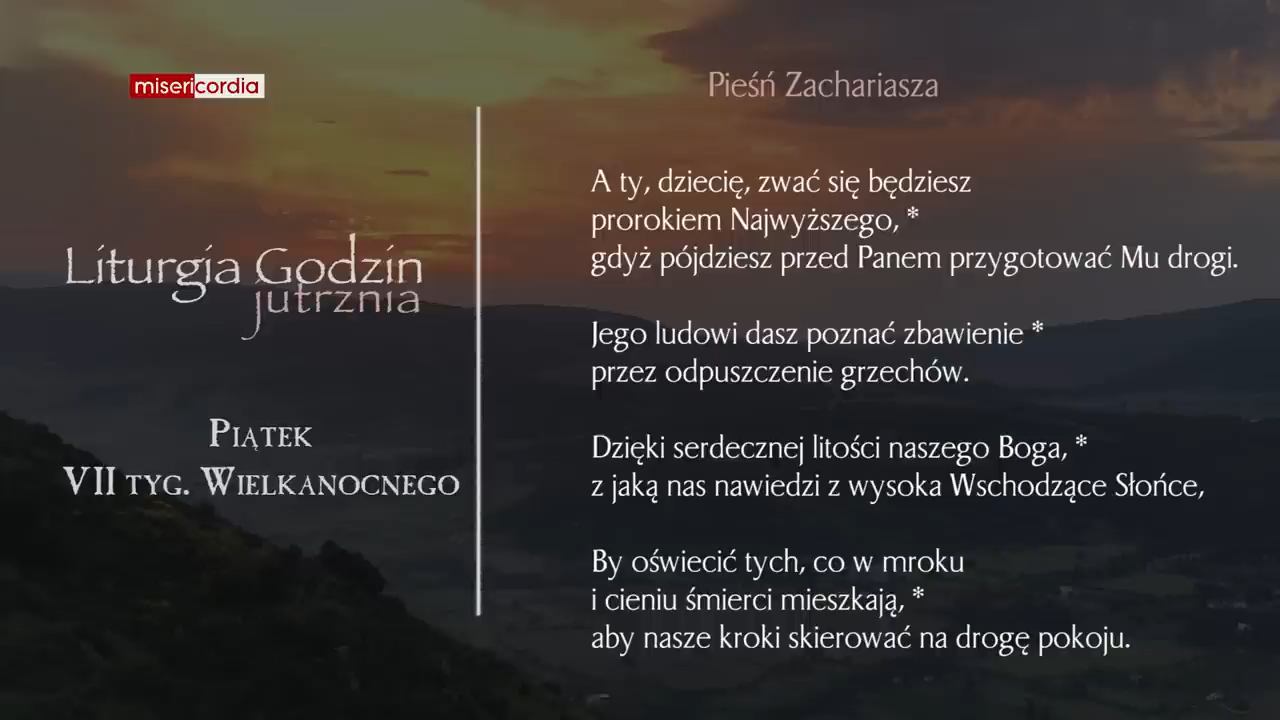 misericordia
Liturgia Godzin
jutrznia
Piątek
VII tyg. Wielkanocnego
Pieśń Zachariasza
A ty, dziecię, zwać się będziesz
prorokiem Najwyższego, *
gdyż pójdziesz przed Panem przygotować Mu drogi.
Jego ludowi dasz poznać zbawienie *
przez odpuszczenie grzechów.
Dzięki serdecznej litości naszego Boga, *
z jaką nas nawiedzi z wysoka Wschodzące Słońce,
By oświecić tych, co w mroku
i cieniu śmierci mieszkają, *
aby nasze kroki skierować na drogę pokoju.